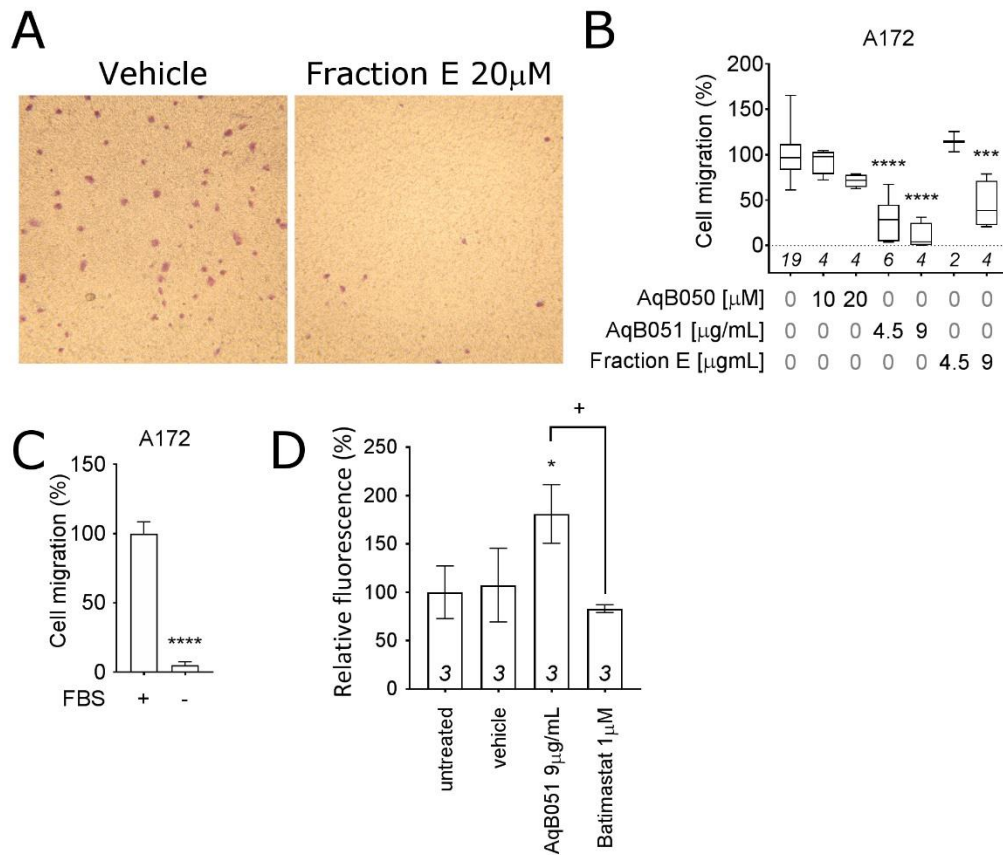 A
Vehicle
Fraction E 20μM
B
A172
Cell migration (%)
200
150
100
50
0
**** **** ***
19 4 4 6 4 2 4
AqB050 [μM] 0 10 20 0 0 0 0
AqB051 [μg/mL] 0 0 0 4.5 9 0 0
Fraction E [μgmL] 0 0 0 0 0 4.5 9
C
A172
Cell migration (%)
150
100
50
0
****
FBS + -
D
Relative fluorescence (%)
250
200
150
100
50
0
+
*
3 3 3 3
untreated
vehicle
AqB051 9μg/mL
Batimastat 1μM